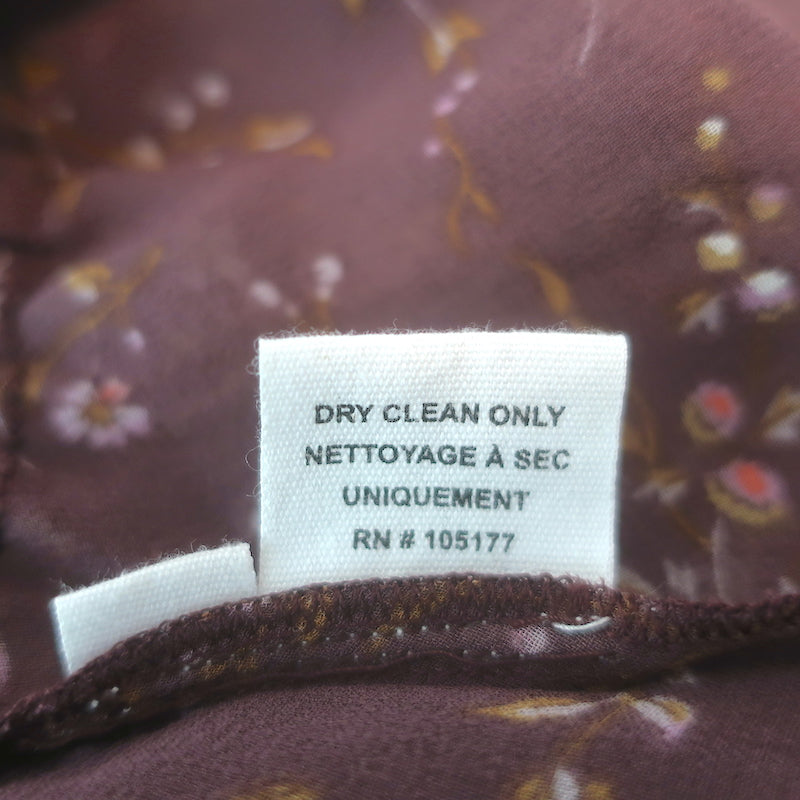 DRY CLEAN ONLY
NETTOYAGE À SEC
UNIQUEMENT
RN # 105177